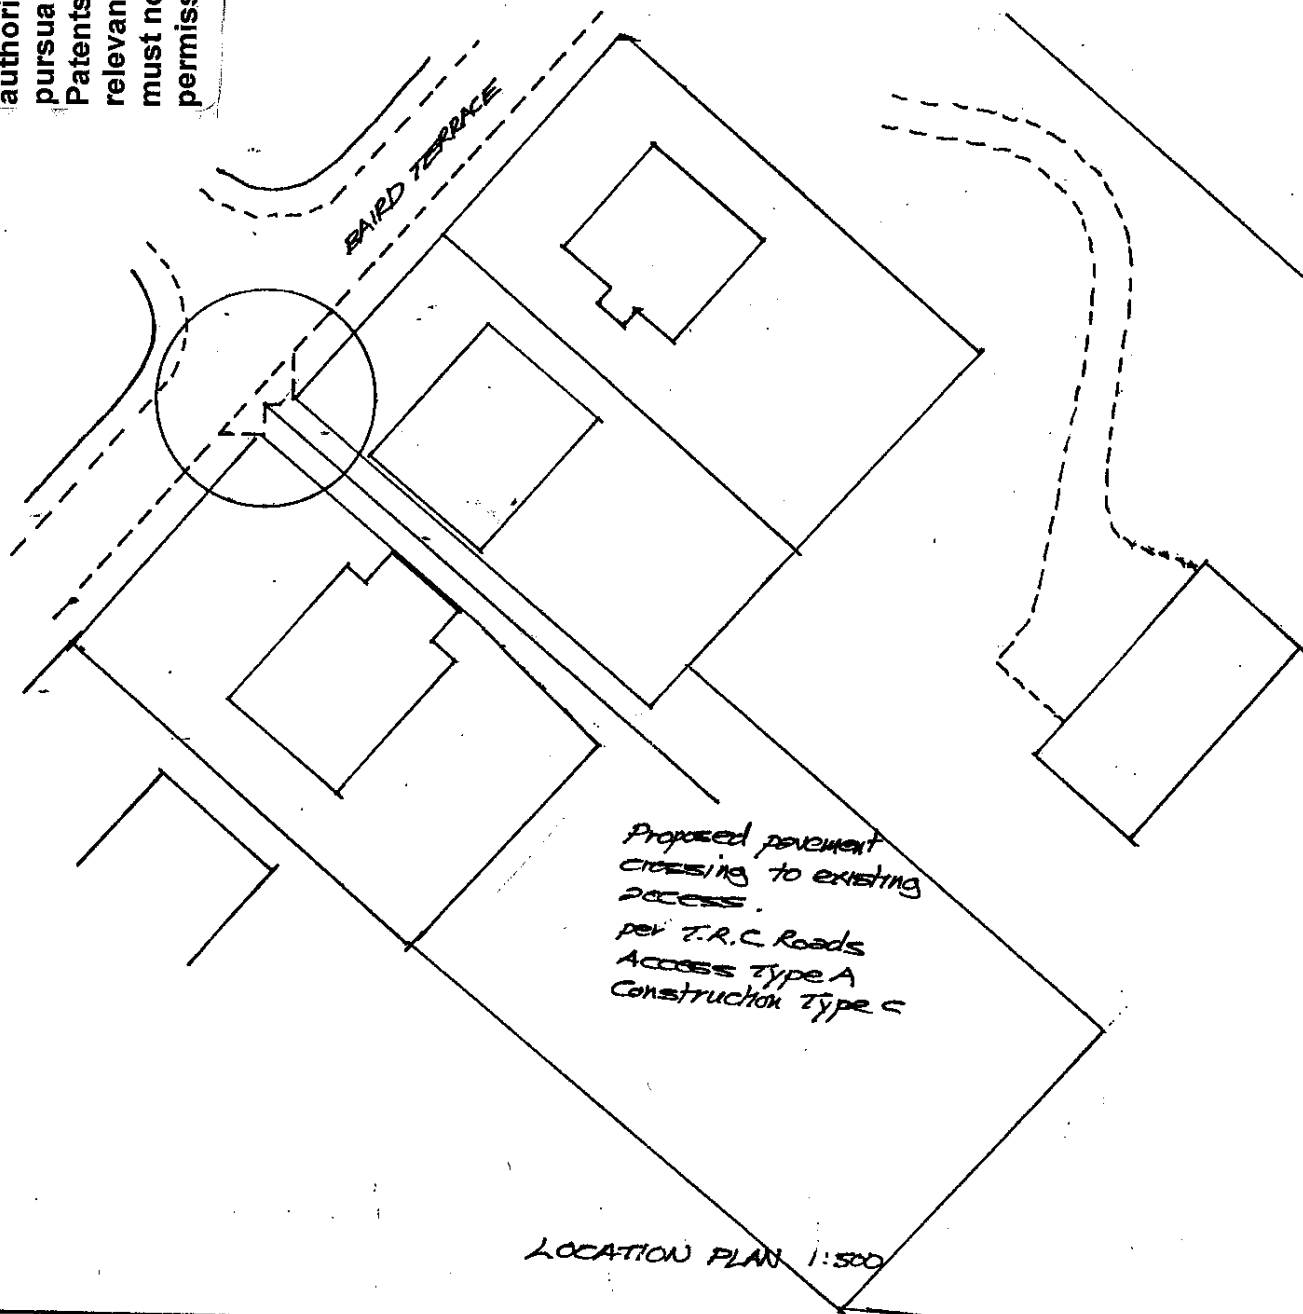 authori
pursua
Patents
relevan
must no
permiss
BAIRD TERRACE
Proposed pavement
crossing to existing
access.
per T.R.C Roads
Access Type A
Construction Type C
LOCATION PLAN 1:500